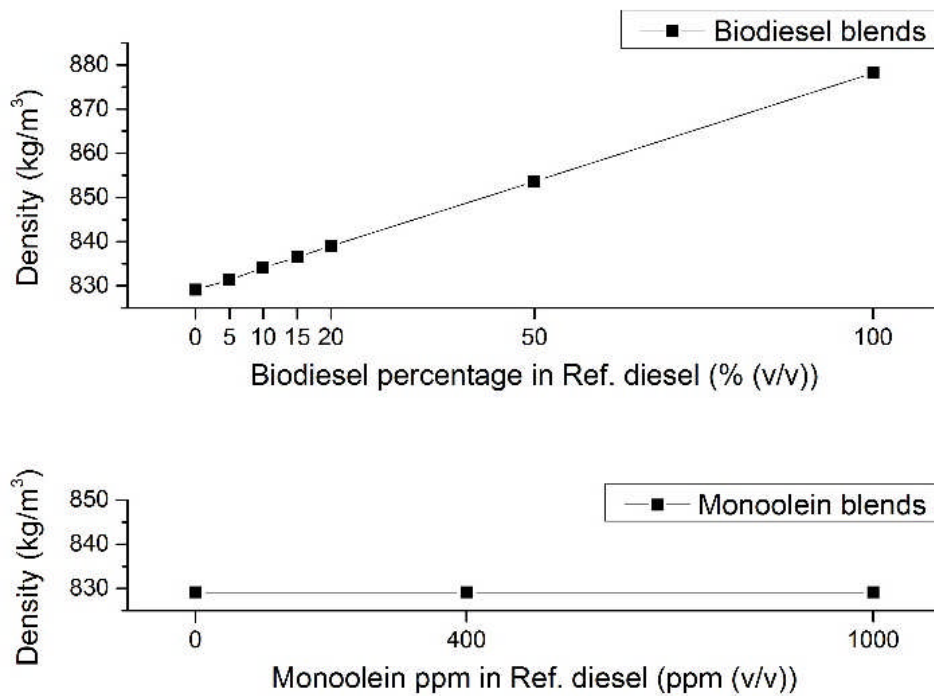 Biodiesel blends
Density (kg/m³)
880
870
860
850
840
830
0 5 10 15 20 50 100
Biodiesel percentage in Ref. diesel (% (v/v))
Monoolein blends
Density (kg/m³)
850
840
830
0 400 1000
Monoolein ppm in Ref. diesel (ppm (v/v))